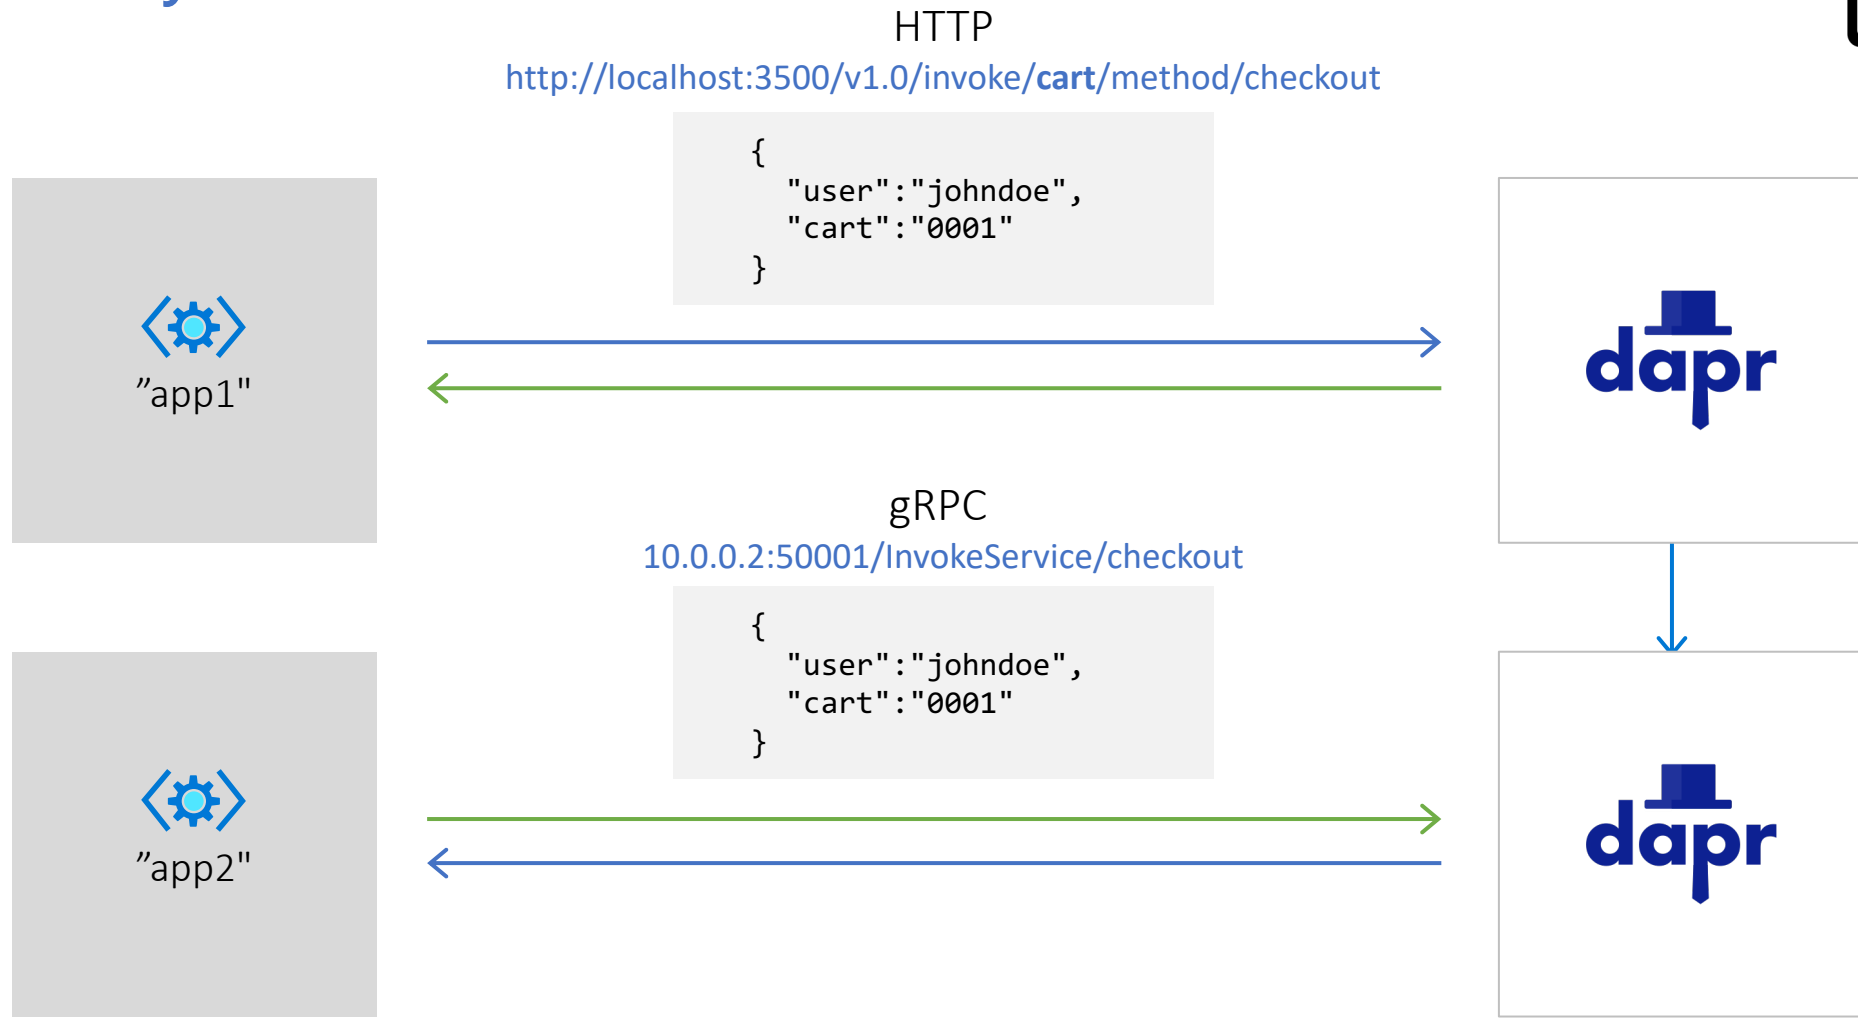 HTTP
http://localhost:3500/v1.0/invoke/cart/method/checkout
{
"user":"johndoe",
"cart":"0001"
}
”app1"
dapr
gRPC
10.0.0.2:50001/InvokeService/checkout
{
"user":"johndoe",
"cart":"0001"
}
”app2"
dapr